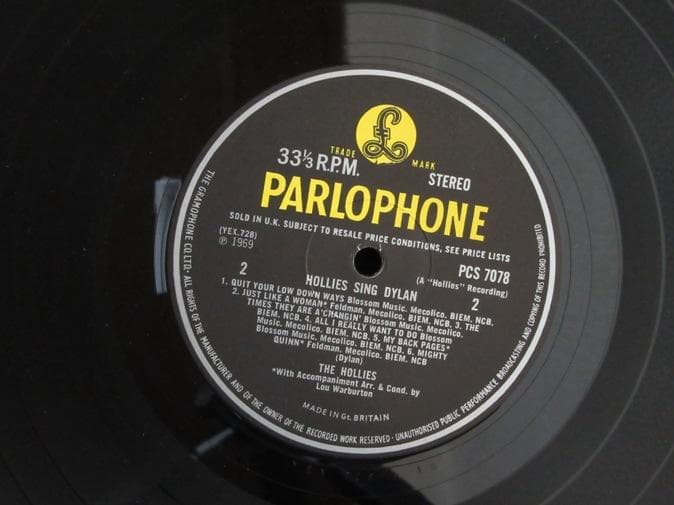 £
TRADE MARK
33⅓ R.P.M.
STEREO
PARLOPHONE
SOLD IN U.K. SUBJECT TO RESALE PRICE CONDITIONS, SEE PRICE LISTS
(YEX.728)
℗ 1969
PCS 7078
(A "Hollies" Recording)
2
2
HOLLIES SING DYLAN
1. QUIT YOUR LOW DOWN WAYS Blossom Music. Mecolico. BIEM. NCB.
2. JUST LIKE A WOMAN* Feldman. Mecolico. BIEM. NCB. 3. THE
TIMES THEY ARE A'CHANGIN' Blossom Music. Mecolico.
BIEM. NCB. 4. ALL I REALLY WANT TO DO Blossom
Music. Mecolico. BIEM. NCB. 5. MY BACK PAGES*
Blossom Music. Mecolico. BIEM. NCB. 6. MIGHTY
QUINN* Feldman. Mecolico. BIEM. NCB
(Dylan)
THE HOLLIES
*With Accompaniment Arr. & Cond. by
Lou Warburton
MADE IN GT. BRITAIN
THE GRAMOPHONE CO. LTD. ALL RIGHTS OF THE MANUFACTURER AND OF THE OWNER OF THE RECORDED WORK RESERVED · UNAUTHORISED PUBLIC PERFORMANCE BROADCASTING AND COPYING OF THIS RECORD PROHIBITED